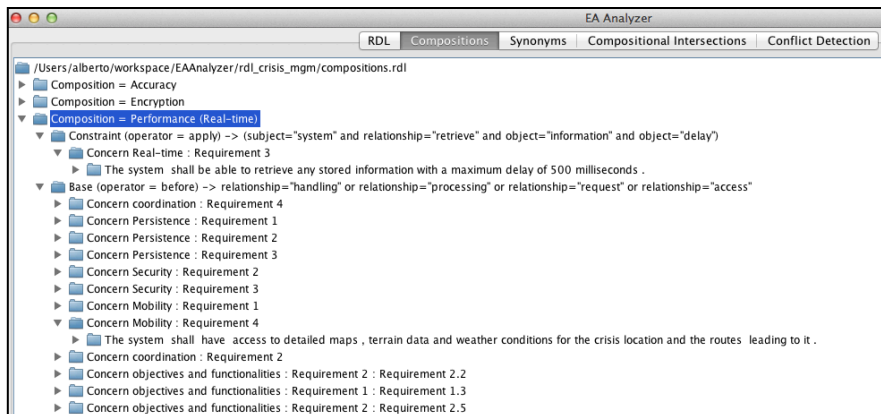 EA Analyzer
RDL Compositions Synonyms Compositional Intersections Conflict Detection
/Users/alberto/workspace/EAAnalyzer/rdl_crisis_mgm/compositions.rdl
Composition = Accuracy
Composition = Encryption
Composition = Performance (Real-time)
Constraint (operator = apply) -> (subject="system" and relationship="retrieve" and object="information" and object="delay")
Concern Real-time : Requirement 3
The system shall be able to retrieve any stored information with a maximum delay of 500 milliseconds .
Base (operator = before) -> relationship="handling" or relationship="processing" or relationship="request" or relationship="access"
Concern coordination : Requirement 4
Concern Persistence : Requirement 1
Concern Persistence : Requirement 2
Concern Persistence : Requirement 3
Concern Security : Requirement 2
Concern Security : Requirement 3
Concern Mobility : Requirement 1
Concern Mobility : Requirement 4
The system shall have access to detailed maps , terrain data and weather conditions for the crisis location and the routes leading to it .
Concern coordination : Requirement 2
Concern objectives and functionalities : Requirement 2 : Requirement 2.2
Concern objectives and functionalities : Requirement 1 : Requirement 1.3
Concern objectives and functionalities : Requirement 2 : Requirement 2.5